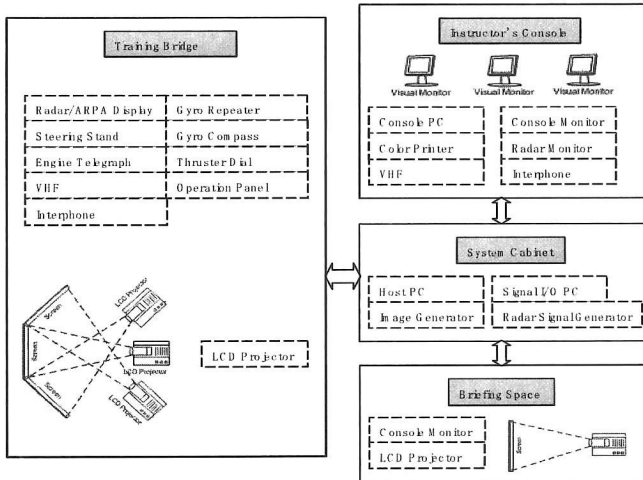 Training Bridge
Radar/ARPA Display
Gyro Repeater
Steering Stand
Gyro Compass
Engine Telegraph
Thruster Dial
VHF
Operation Panel
Interphone
Screen
Screen
Screen
LCD Projector
LCD Projector
LCD Projector
LCD Projector
Instructor's Console
Visual Monitor
Visual Monitor
Visual Monitor
Console PC
Console Monitor
Color Printer
Radar Monitor
VHF
Interphone
System Cabinet
Host PC
Signal I/O PC
Image Generator
Radar Signal Generator
Briefing Space
Console Monitor
LCD Projector
Screen